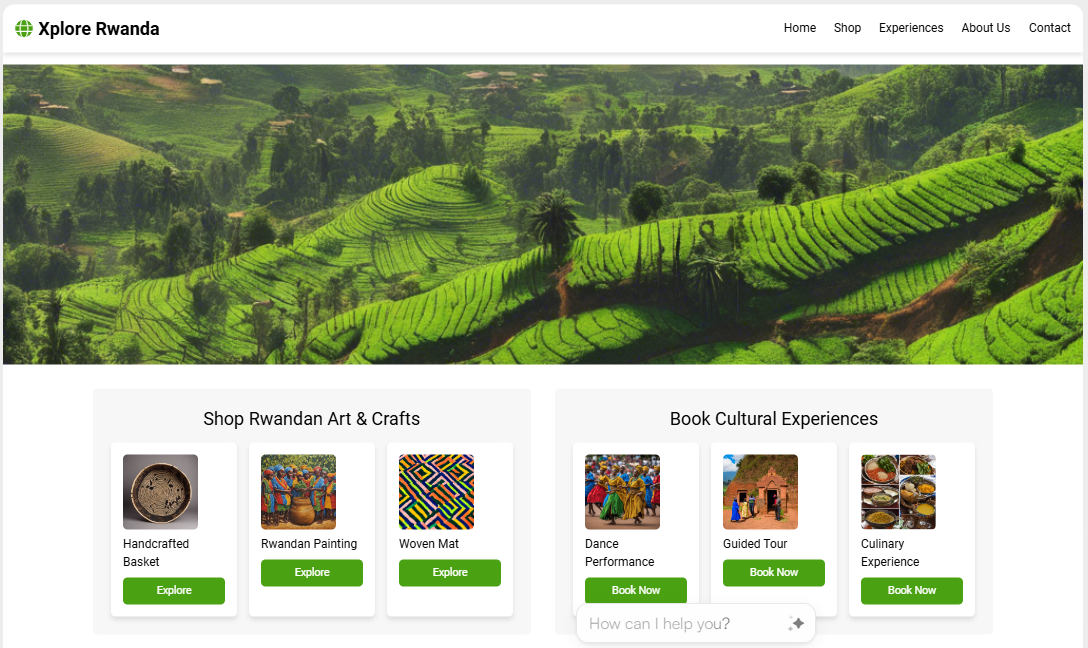 Xplore Rwanda
Home Shop Experiences About Us Contact
Shop Rwandan Art & Crafts
Handcrafted
Basket
Explore
Rwandan Painting
Explore
Woven Mat
Explore
Book Cultural Experiences
Dance
Performance
Book Now
Guided Tour
Book Now
Culinary
Experience
Book Now
How can I help you?